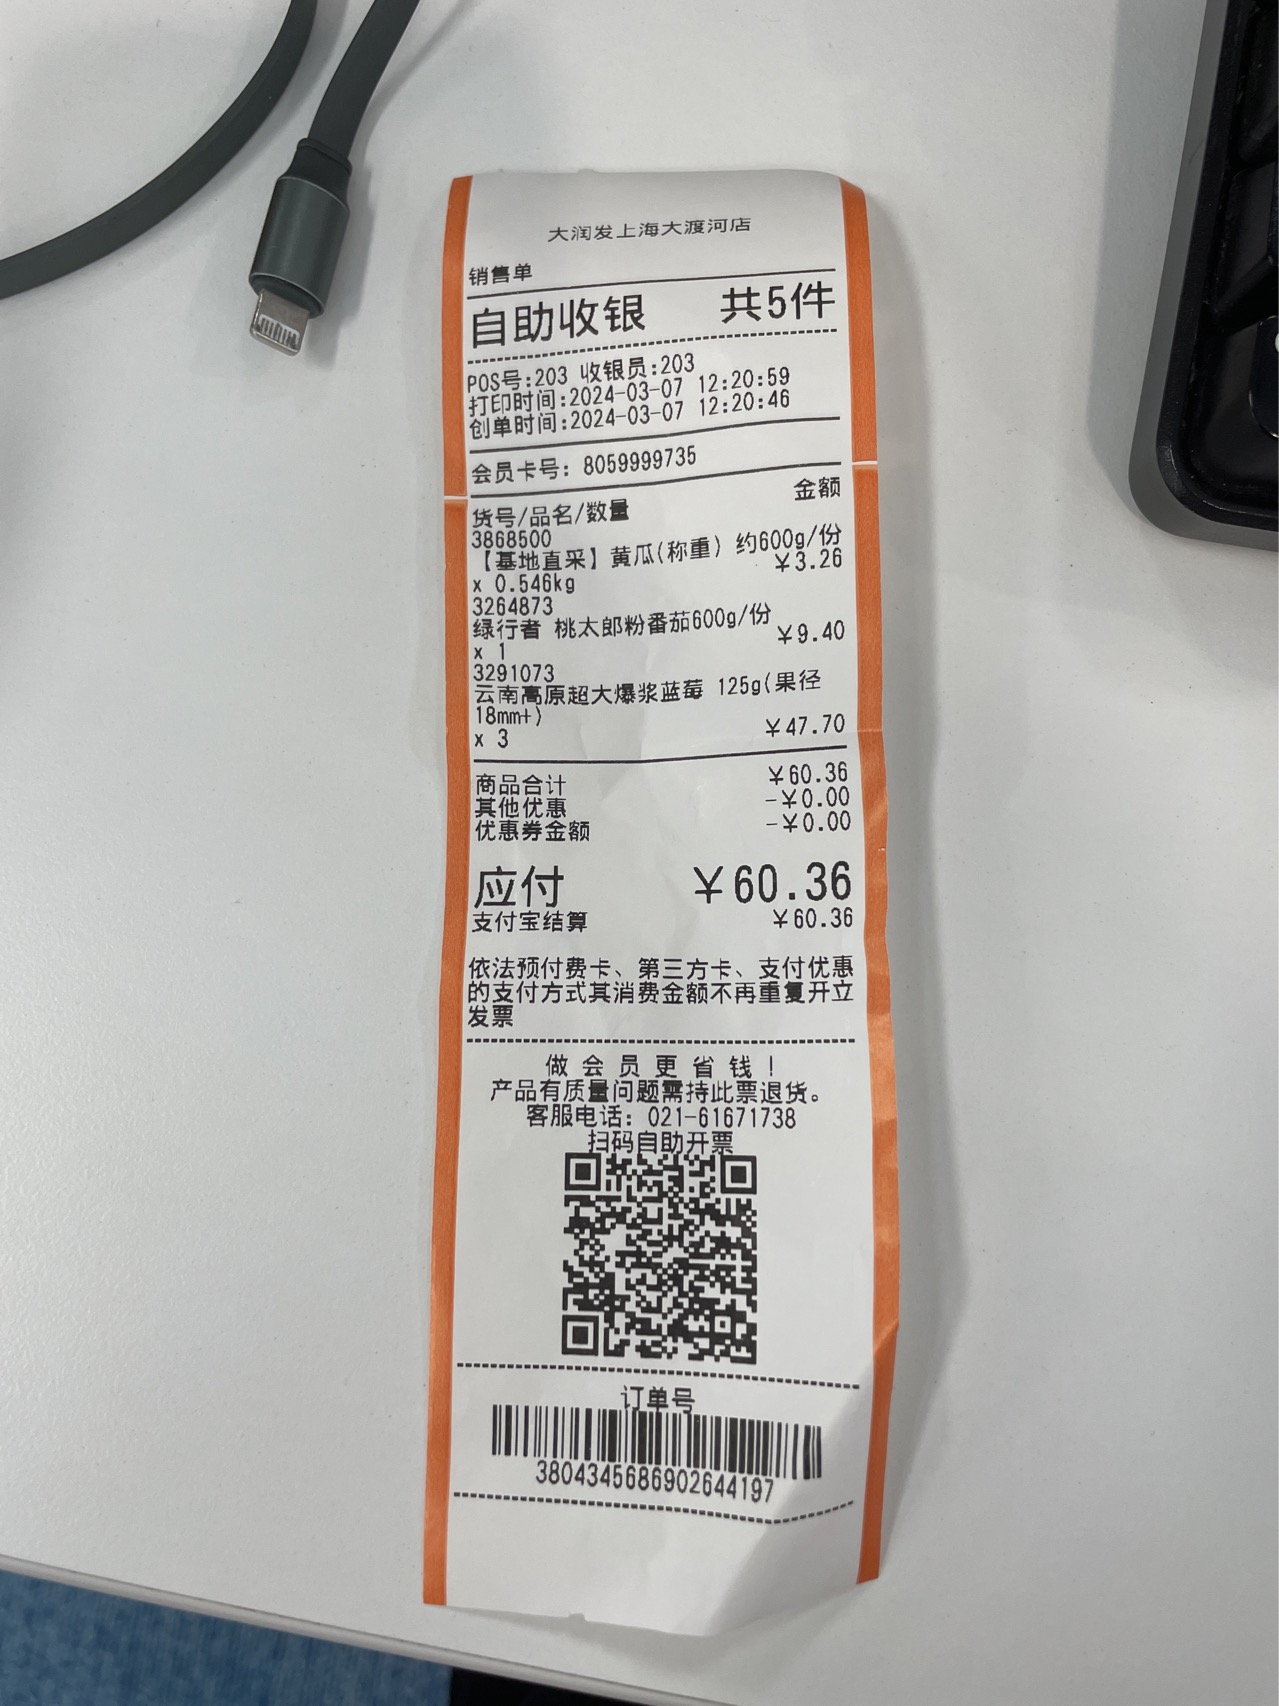 大润发上海大渡河店
销售单
自助收银 共5件
POS号:203 收银员:203
打印时间:2024-03-07 12:20:59
创单时间:2024-03-07 12:20:46
会员卡号: 8059999735
货号/品名/数量 金额
3868500
【基地直采】黄瓜(称重) 约600g/份
x 0.546kg ￥3.26
3264873
绿行者 桃太郎粉番茄600g/份
x 1 ￥9.40
3291073
云南高原超大爆浆蓝莓 125g(果径
18mm+)
x 3 ￥47.70
商品合计 ￥60.36
其他优惠 -￥0.00
优惠券金额 -￥0.00
应付 ￥60.36
支付宝结算 ￥60.36
依法预付费卡、第三方卡、支付优惠
的支付方式其消费金额不再重复开立
发票
做会员更省钱!
产品有质量问题需持此票退货。
客服电话: 021-61671738
扫码自助开票
订单号
3804345686902644197